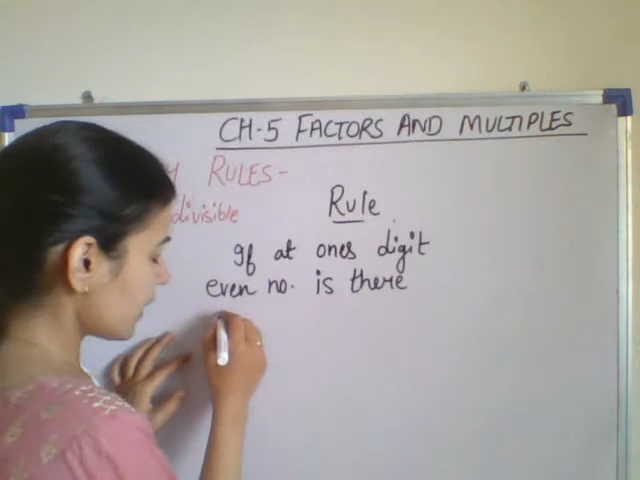 CH-5 FACTORS AND MULTIPLES
RULES-
divisible
Rule
If at ones digit
even no. is there